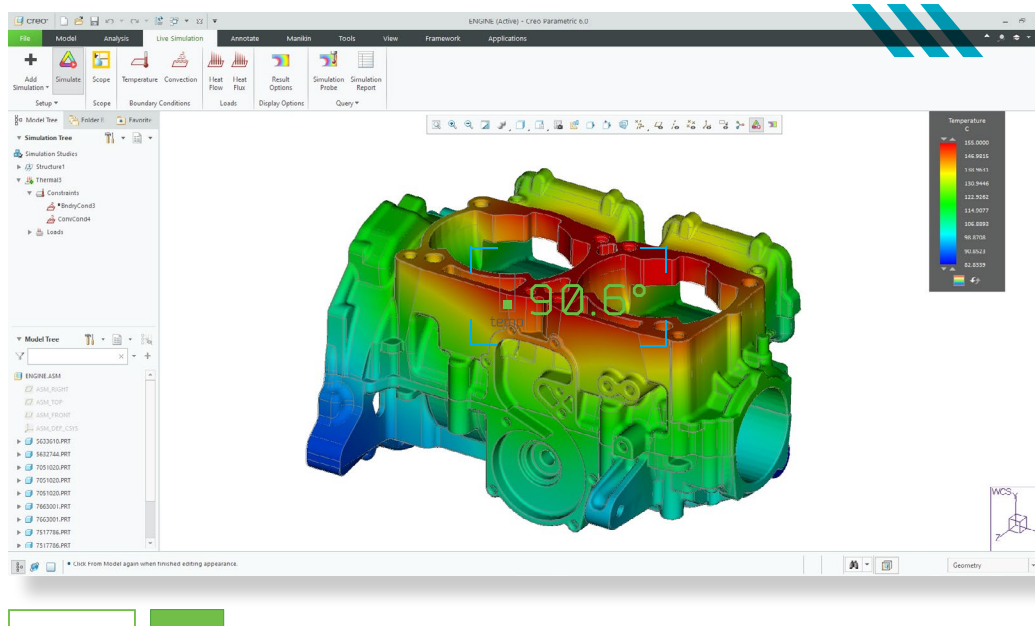 creo
ENGINE (Active) - Creo Parametric 6.0
File Model Analysis Live Simulation Annotate Manikin Tools View Framework Applications
Add Simulation
Simulate
Scope
Temperature
Convection
Heat Flow
Heat Flux
Result Options
Simulation Probe
Simulation Report
Setup
Scope
Boundary Conditions
Loads
Display Options
Query
Model Tree
Folder
Favorite
Simulation Tree
Simulation Studies
Structure1
Thermal3
Constraints
BndryCond3
ConvCond4
Loads
Model Tree
ENGINE.ASM
ASM_RIGHT
ASM_TOP
ASM_FRONT
ASM_DEF_CSYS
5633610.PRT
5632744.PRT
7051020.PRT
7051020.PRT
7051020.PRT
7663001.PRT
7517786.PRT
7517786.PRT
90.6°
Temperature
C
155.0000
146.9815
130.9446
122.9262
114.9077
106.8893
98.8708
90.8523
82.8339
WCS
Click From Model again when finished editing appearance.
Geometry